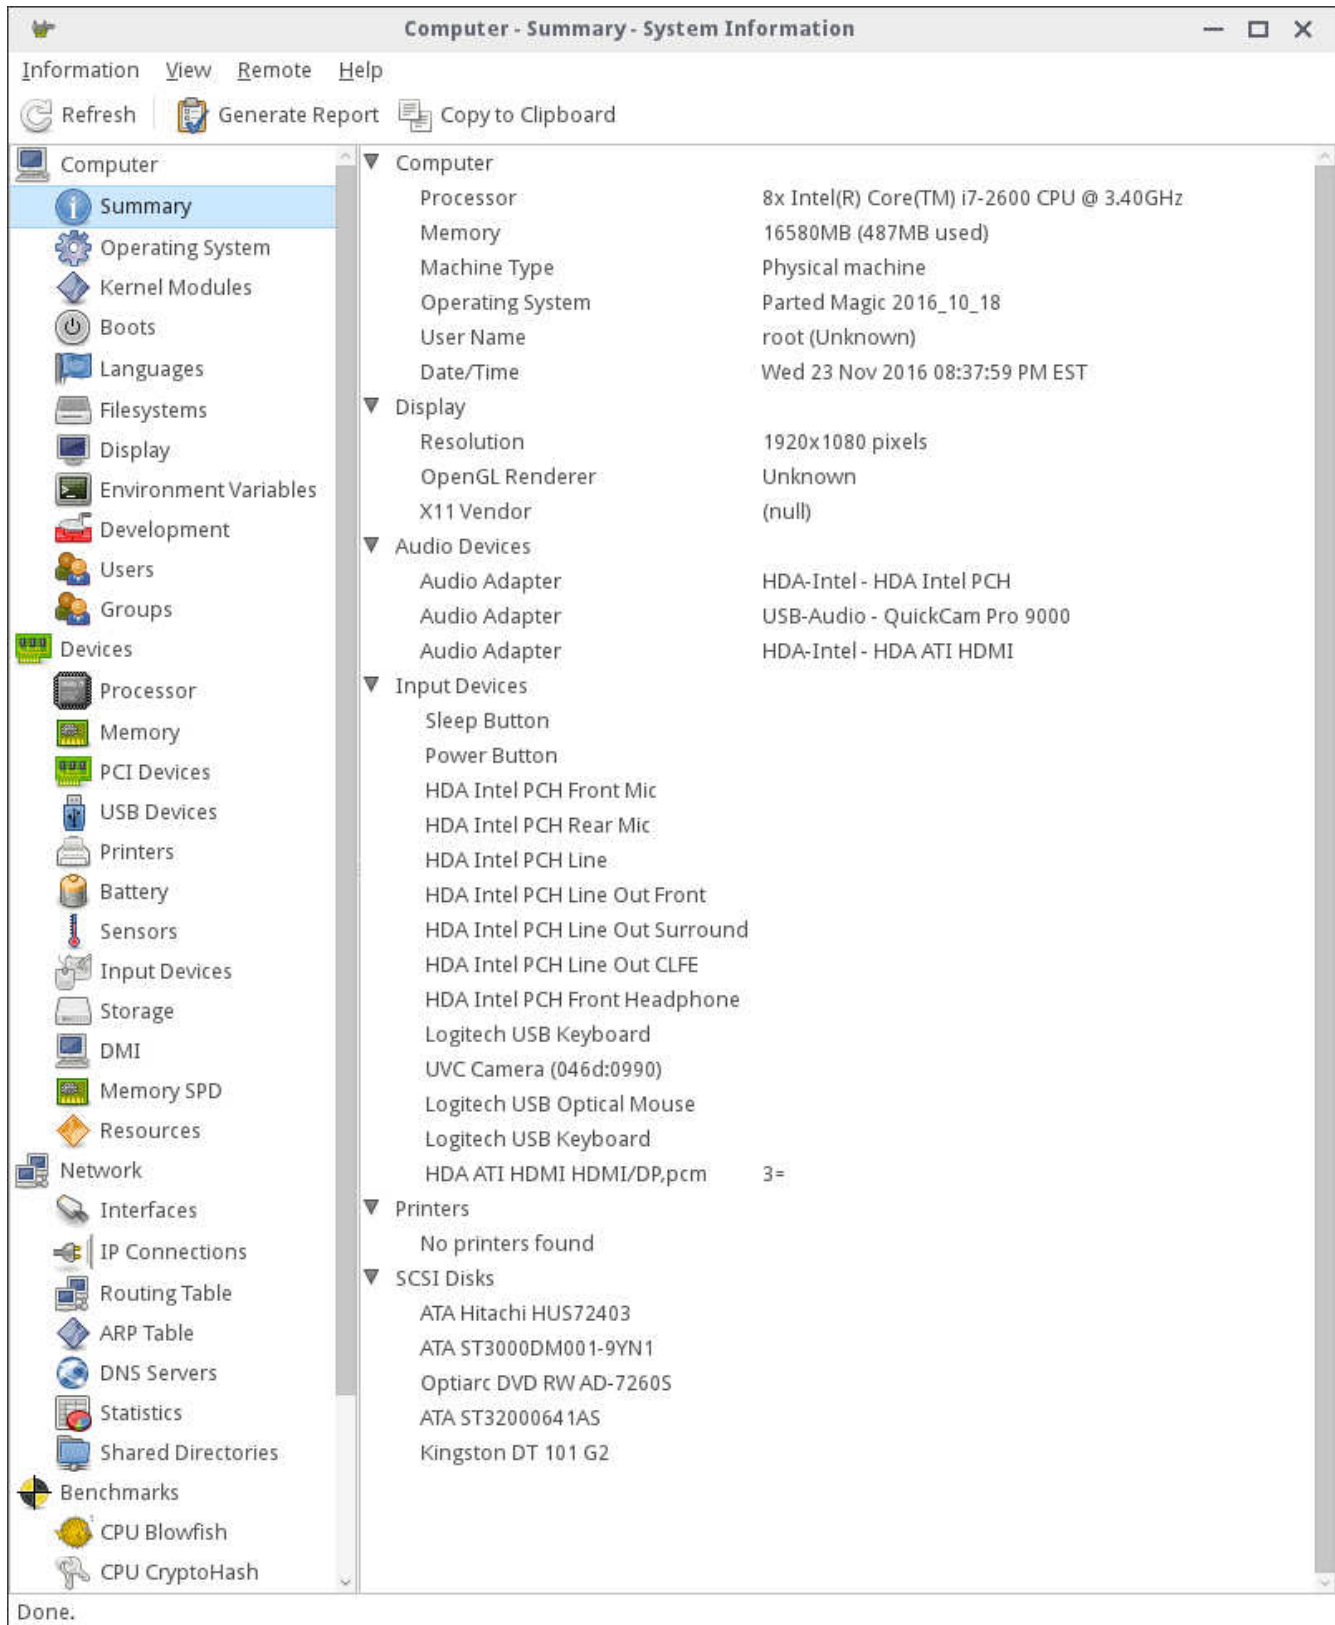 Computer - Summary - System Information
Information View Remote Help
Refresh Generate Report Copy to Clipboard
Computer
Summary
Operating System
Kernel Modules
Boots
Languages
Filesystems
Display
Environment Variables
Development
Users
Groups
Devices
Processor
Memory
PCI Devices
USB Devices
Printers
Battery
Sensors
Input Devices
Storage
DMI
Memory SPD
Resources
Network
Interfaces
IP Connections
Routing Table
ARP Table
DNS Servers
Statistics
Shared Directories
Benchmarks
CPU Blowfish
CPU CryptoHash
Computer
Processor 8x Intel(R) Core(TM) i7-2600 CPU @ 3.40GHz
Memory 16580MB (487MB used)
Machine Type Physical machine
Operating System Parted Magic 2016_10_18
User Name root (Unknown)
Date/Time Wed 23 Nov 2016 08:37:59 PM EST
Display
Resolution 1920x1080 pixels
OpenGL Renderer Unknown
X11 Vendor (null)
Audio Devices
Audio Adapter HDA-Intel - HDA Intel PCH
Audio Adapter USB-Audio - QuickCam Pro 9000
Audio Adapter HDA-Intel - HDA ATI HDMI
Input Devices
Sleep Button
Power Button
HDA Intel PCH Front Mic
HDA Intel PCH Rear Mic
HDA Intel PCH Line
HDA Intel PCH Line Out Front
HDA Intel PCH Line Out Surround
HDA Intel PCH Line Out CLFE
HDA Intel PCH Front Headphone
Logitech USB Keyboard
UVC Camera (046d:0990)
Logitech USB Optical Mouse
Logitech USB Keyboard
HDA ATI HDMI HDMI/DP,pcm 3=
Printers
No printers found
SCSI Disks
ATA Hitachi HUS72403
ATA ST3000DM001-9YN1
Optiarc DVD RW AD-7260S
ATA ST32000641AS
Kingston DT 101 G2
Done.